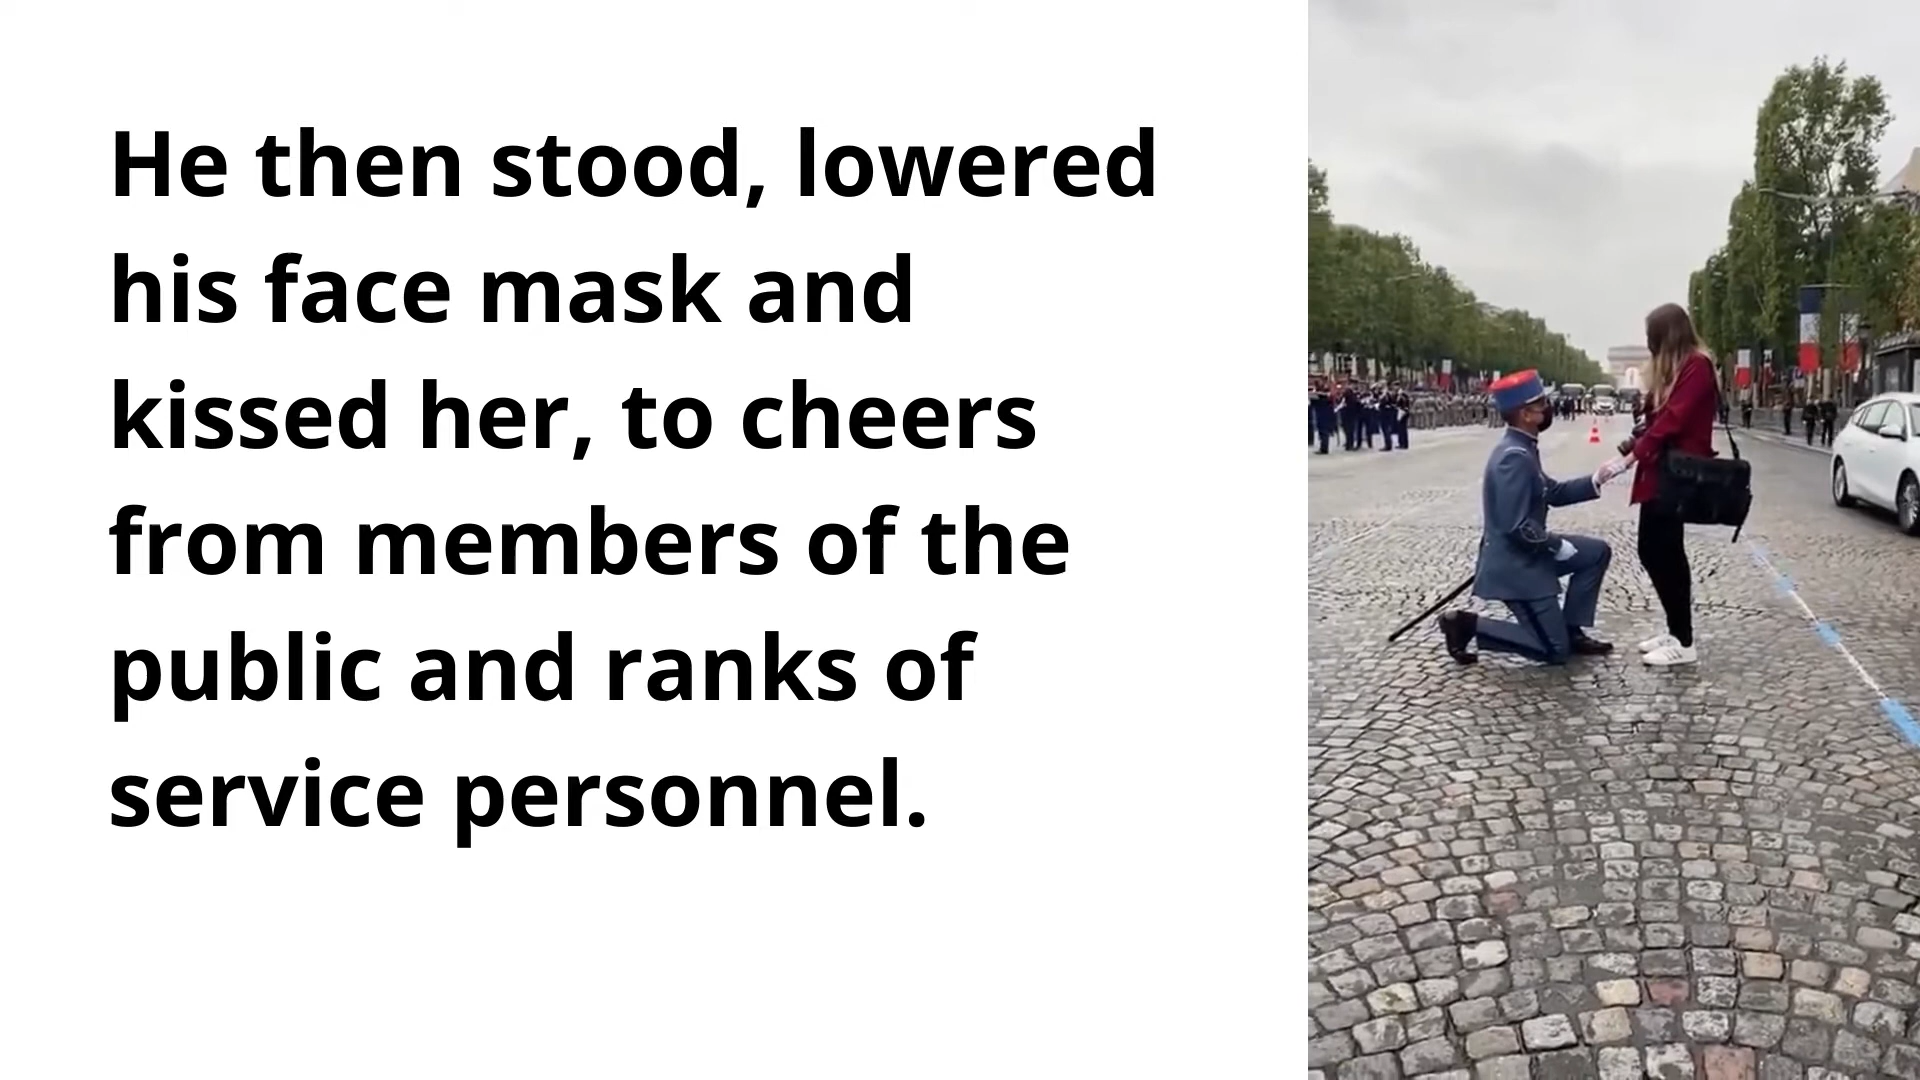 He then stood, lowered
his face mask and
kissed her, to cheers
from members of the
public and ranks of
service personnel.